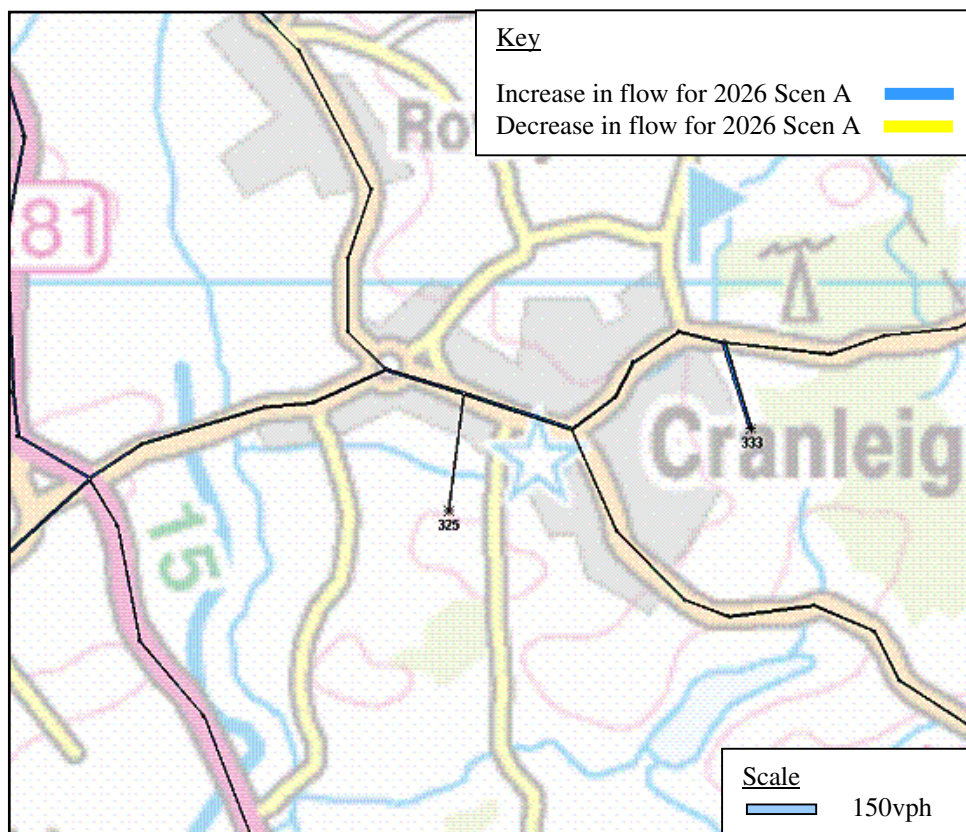 Key
Increase in flow for 2026 Scen A
Decrease in flow for 2026 Scen A
Ro
81
Cranleig
333
325
15
Scale
150vph